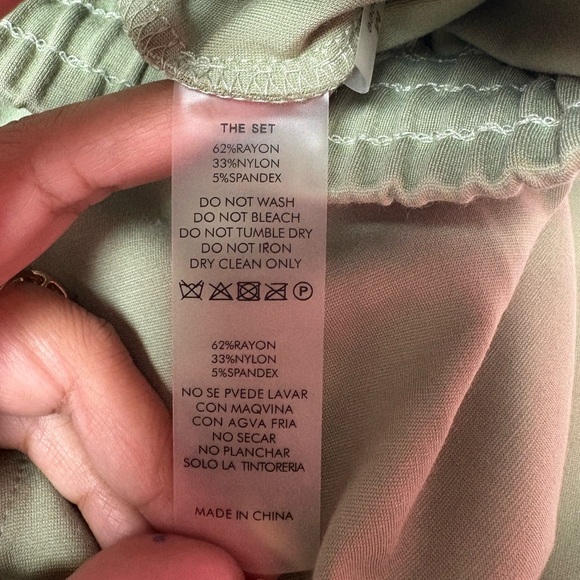 THE SET
62%RAYON
33%NYLON
5%SPANDEX
DO NOT WASH
DO NOT BLEACH
DO NOT TUMBLE DRY
DO NOT IRON
DRY CLEAN ONLY
P
62%RAYON
33%NYLON
5%SPANDEX
NO SE PVEDE LAVAR
CON MAQVINA
CON AGVA FRIA
NO SECAR
NO PLANCHAR
SOLO LA TINTORERIA
MADE IN CHINA